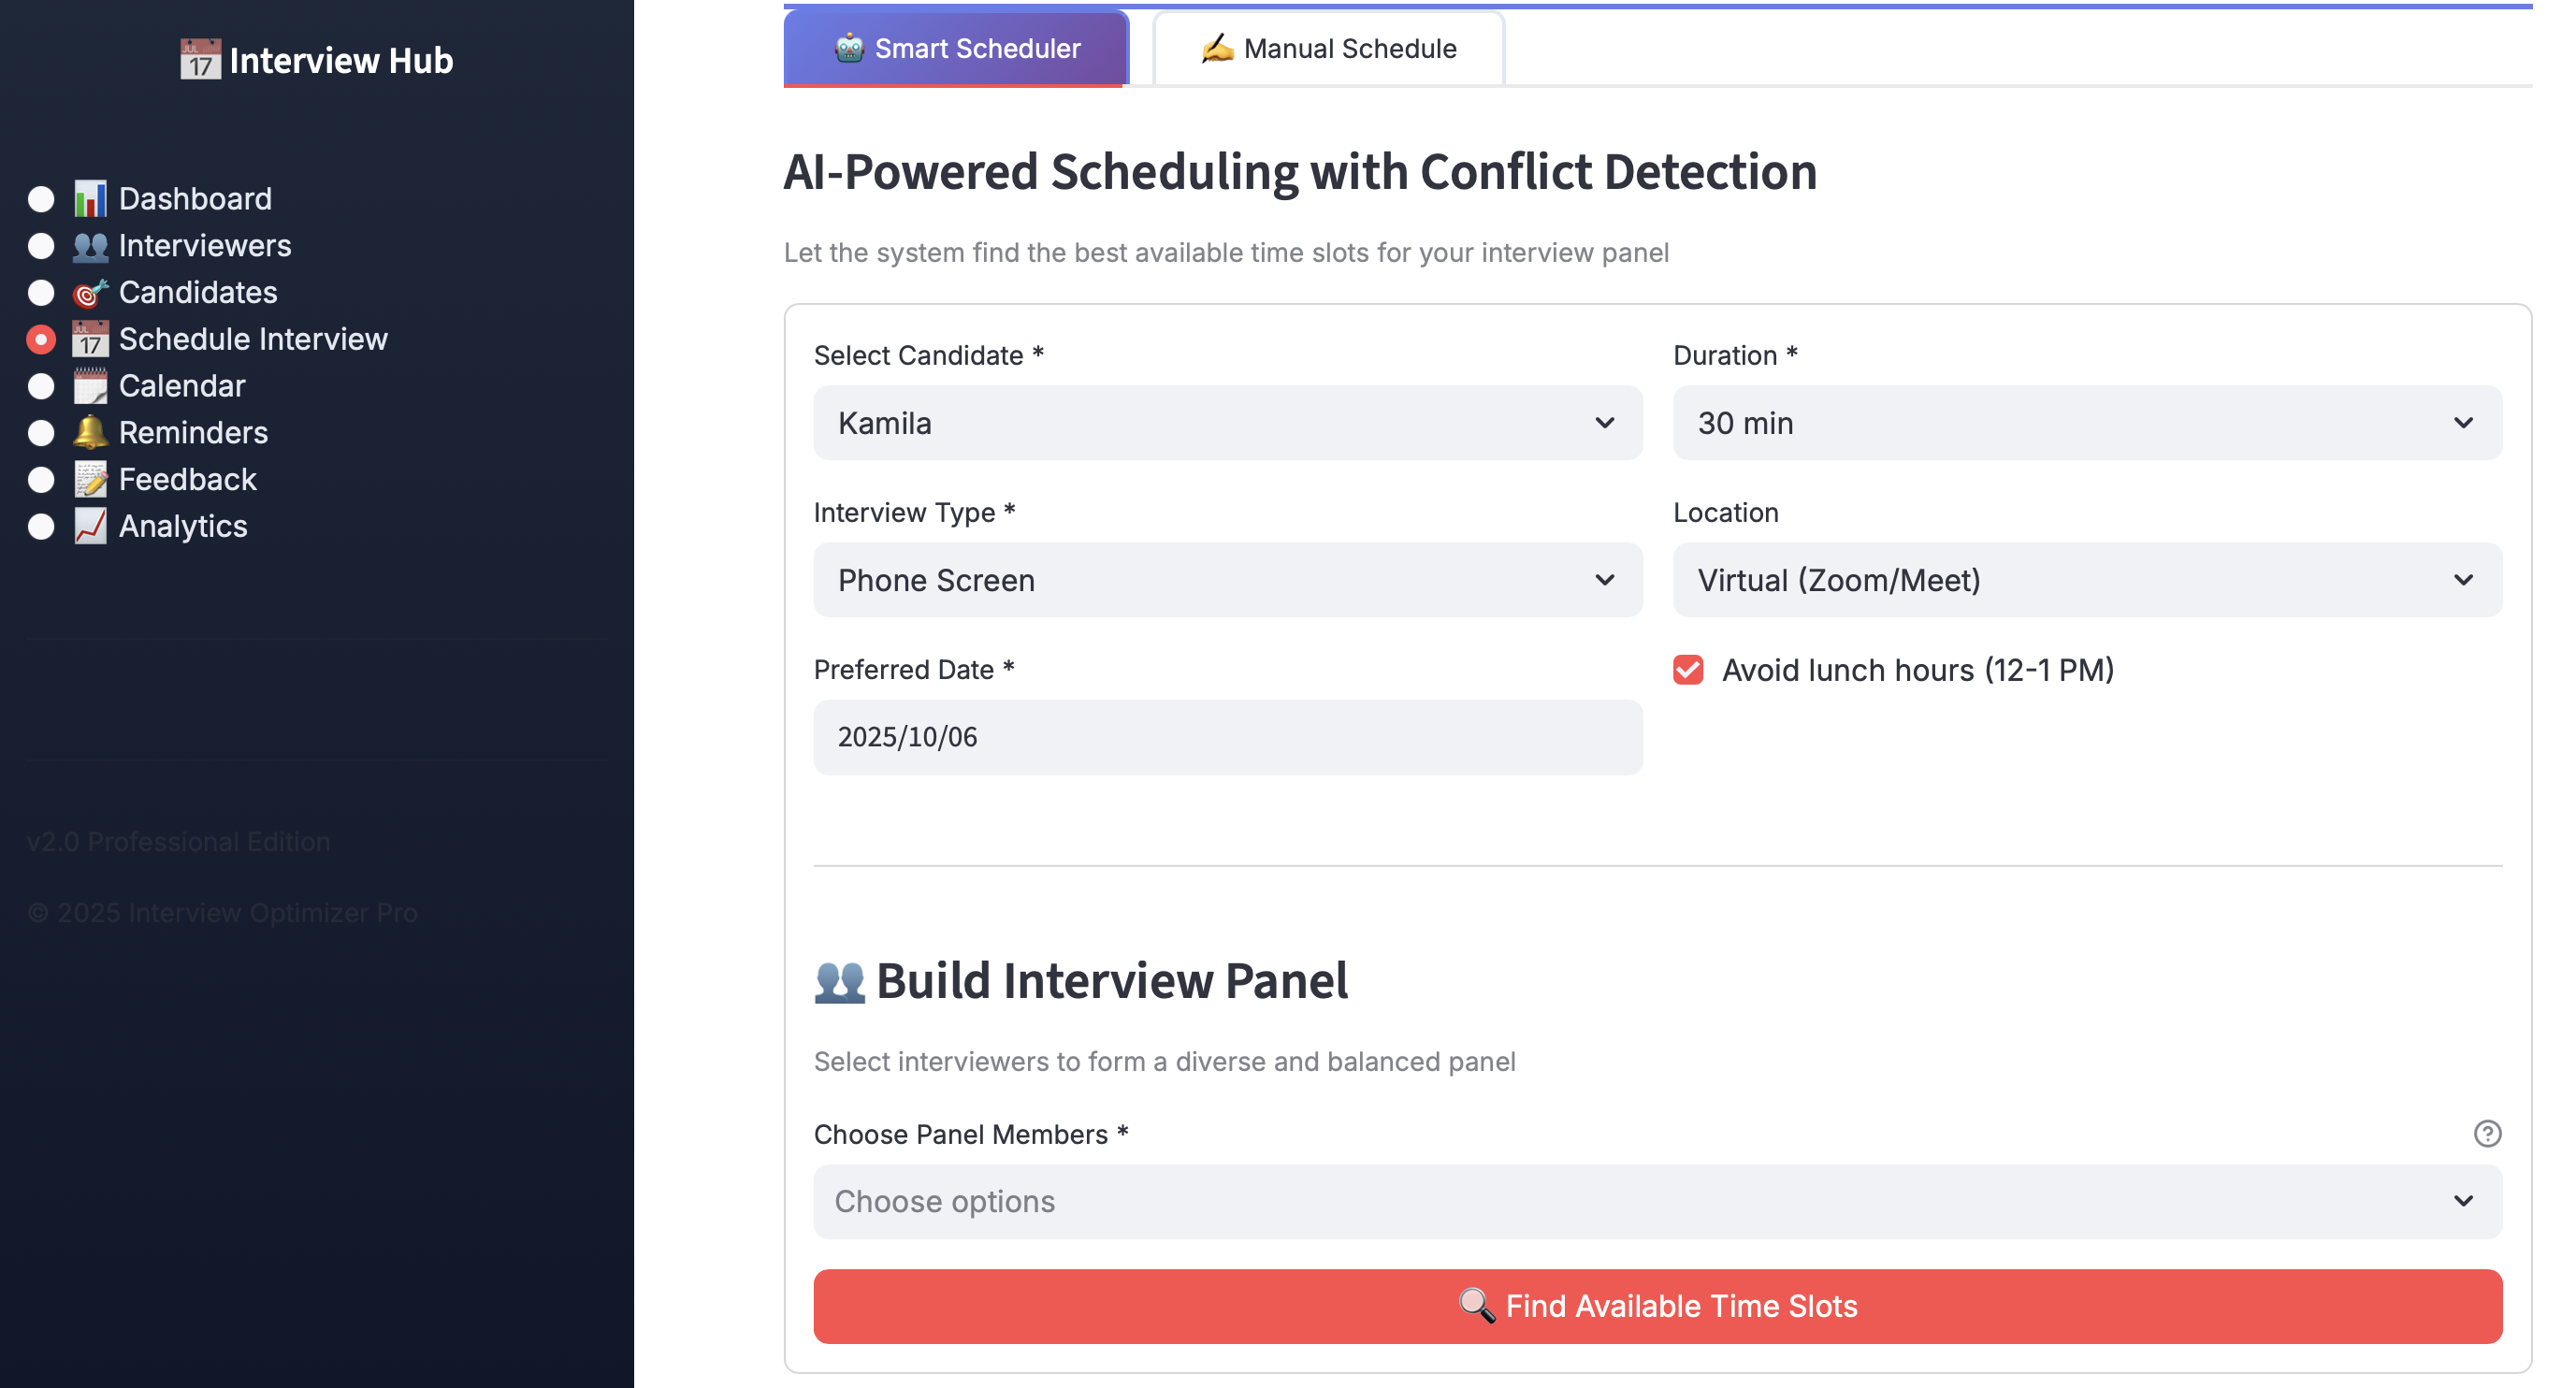 Interview Hub
Dashboard
Interviewers
Candidates
Schedule Interview
Calendar
Reminders
Feedback
Analytics
v2.0 Professional Edition
© 2025 Interview Optimizer Pro
Smart Scheduler
Manual Schedule
AI-Powered Scheduling with Conflict Detection
Let the system find the best available time slots for your interview panel
Select Candidate *
Kamila
Duration *
30 min
Interview Type *
Phone Screen
Location
Virtual (Zoom/Meet)
Preferred Date *
2025/10/06
Avoid lunch hours (12-1 PM)
Build Interview Panel
Select interviewers to form a diverse and balanced panel
Choose Panel Members *
Choose options
Find Available Time Slots